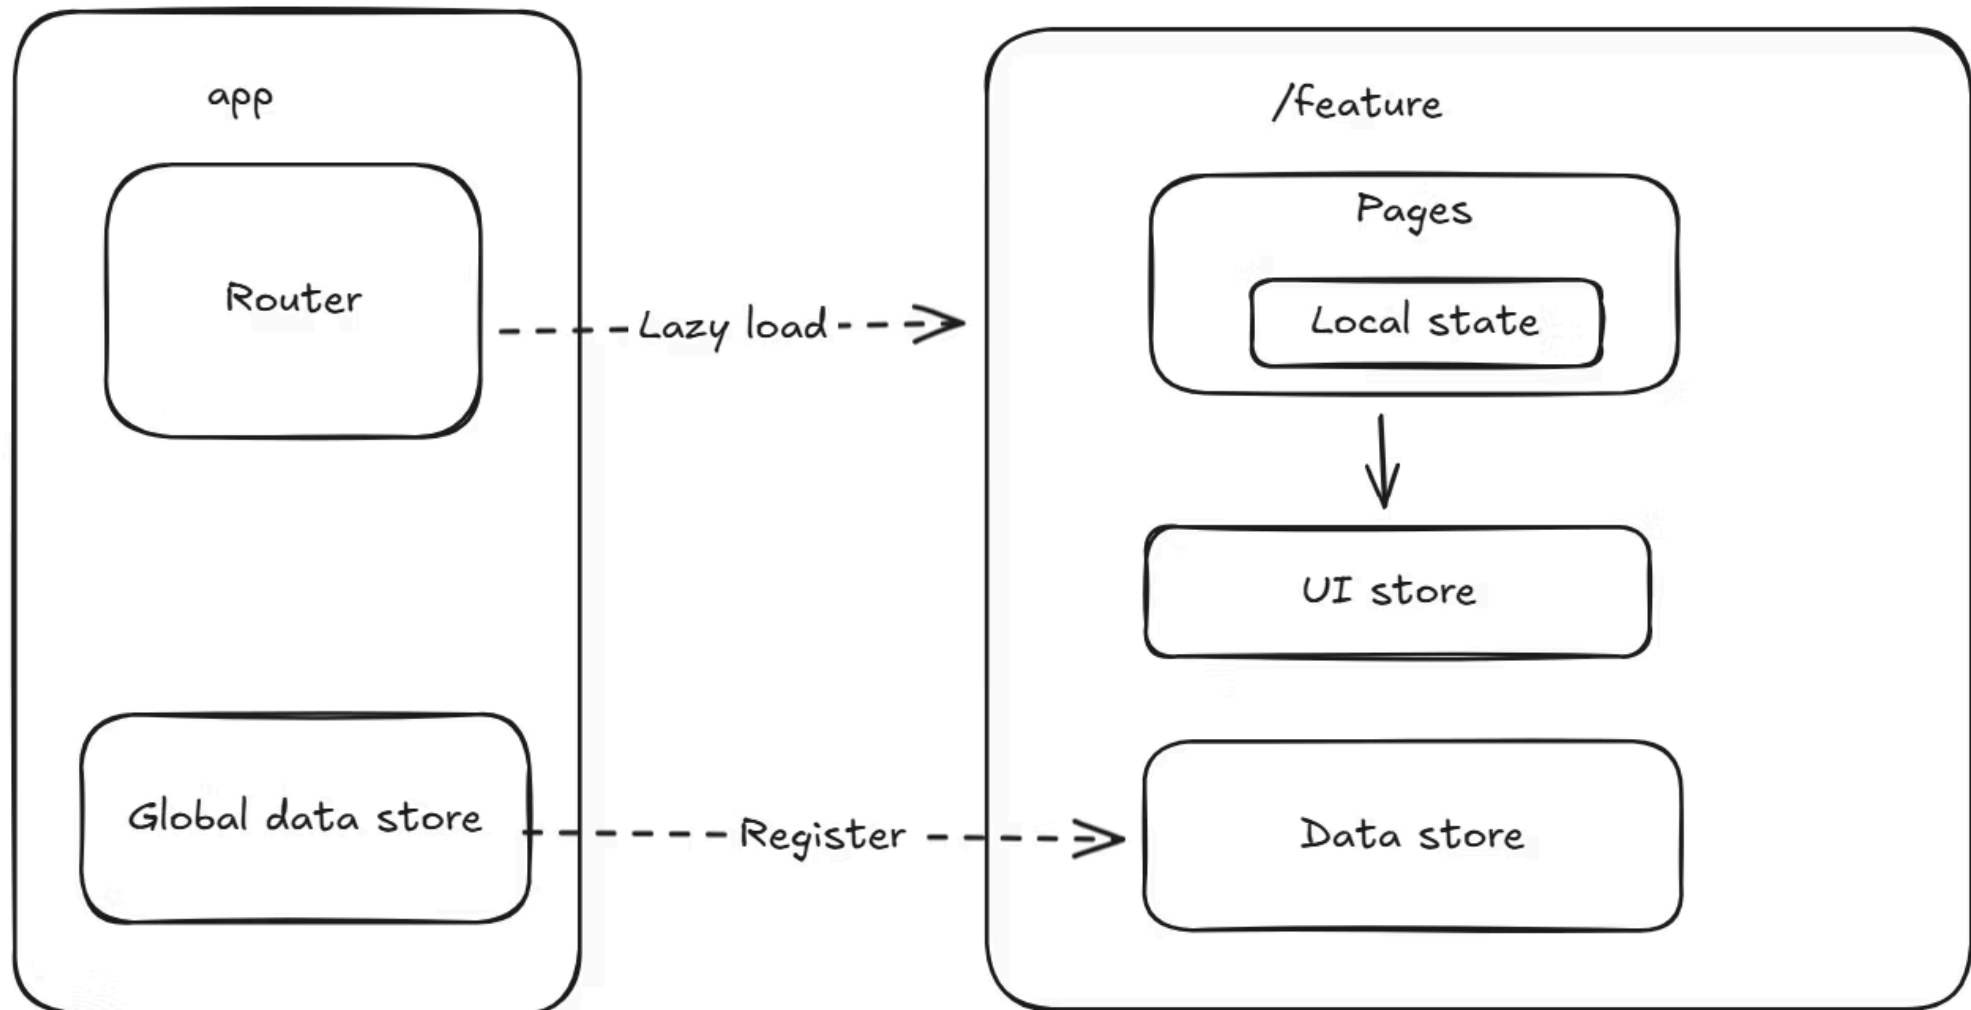 app
Router
Lazy load
Global data store
Register
/feature
Pages
Local state
UI store
Data store